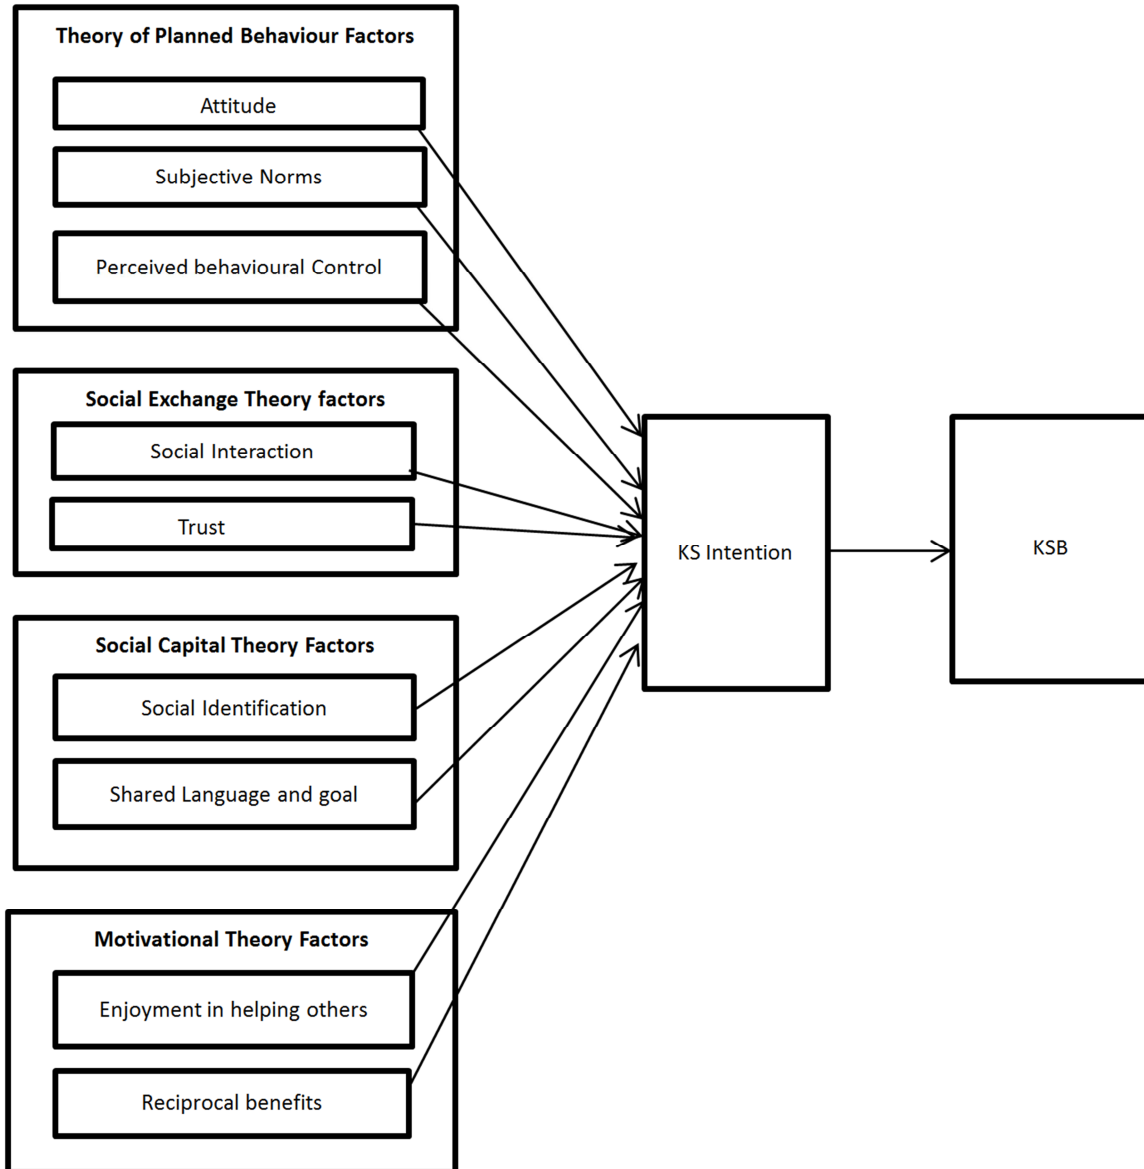 Theory of Planned Behaviour Factors
Attitude
Subjective Norms
Perceived behavioural Control
Social Exchange Theory factors
Social Interaction
Trust
Social Capital Theory Factors
Social Identification
Shared Language and goal
Motivational Theory Factors
Enjoyment in helping others
Reciprocal benefits
KS Intention
KSB